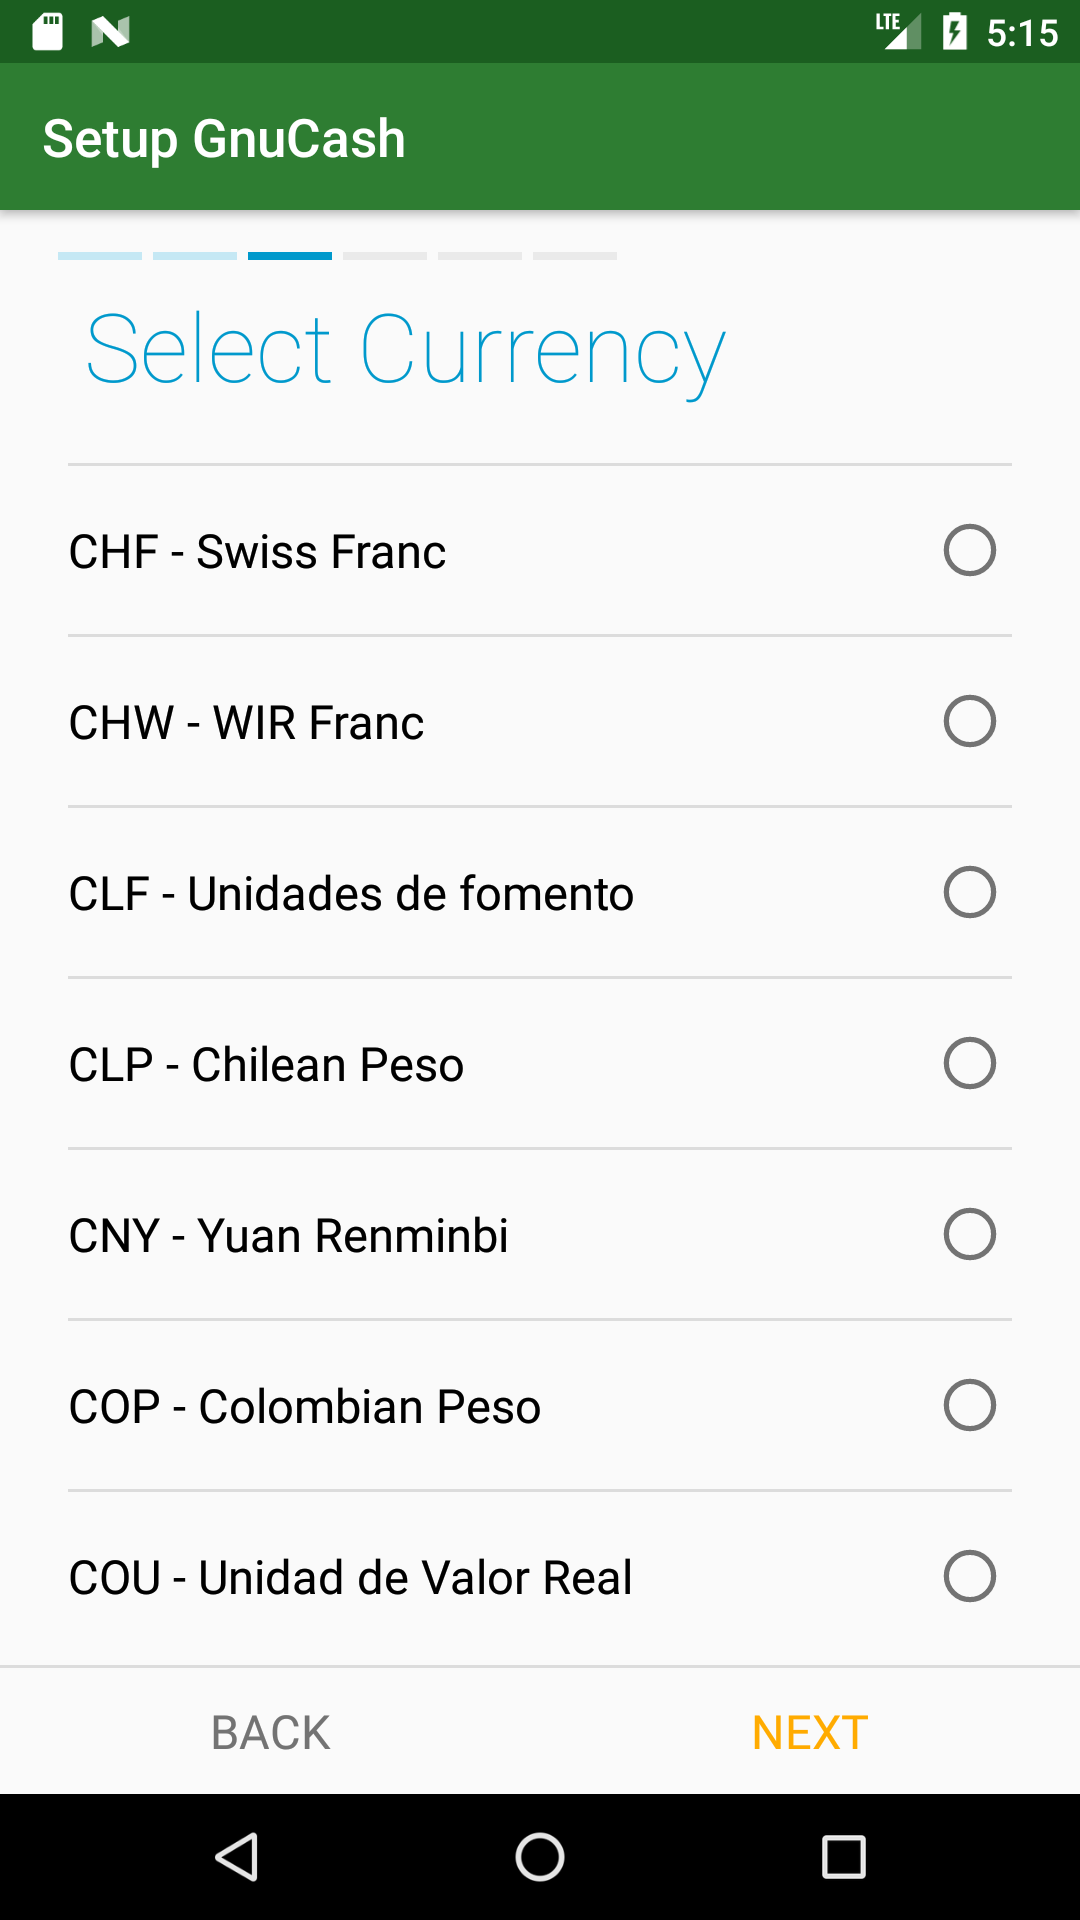 LTE 5:15
Setup GnuCash
Select Currency
CHF - Swiss Franc
CHW - WIR Franc
CLF - Unidades de fomento
CLP - Chilean Peso
CNY - Yuan Renminbi
COP - Colombian Peso
COU - Unidad de Valor Real
BACK NEXT